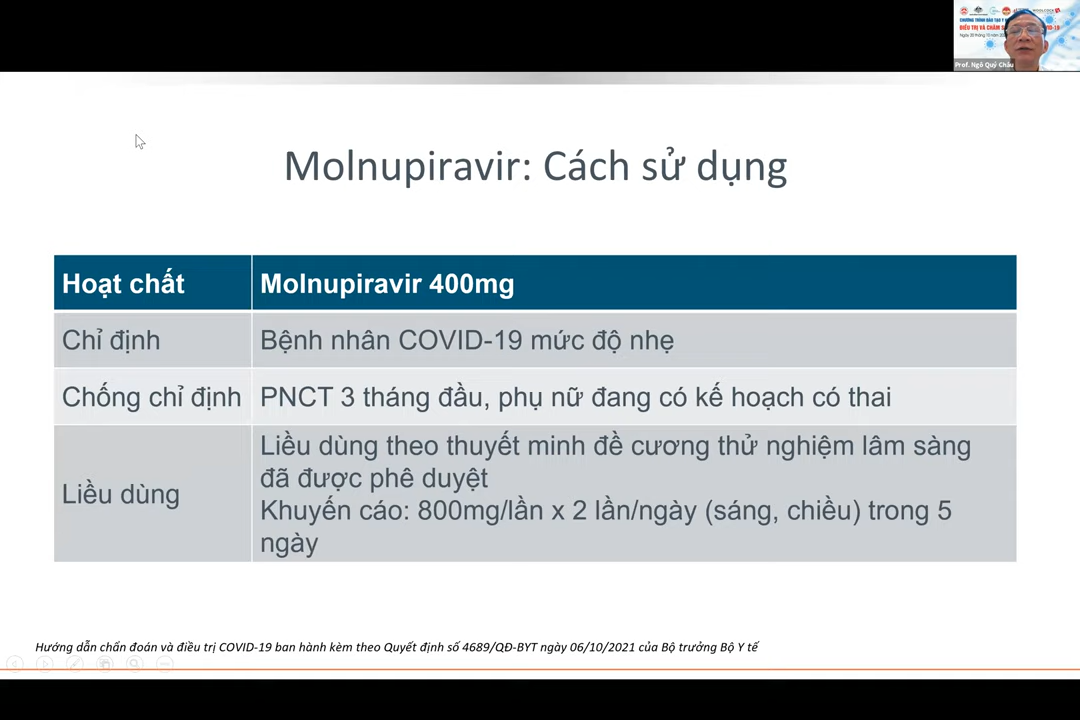 CHƯƠNG TRÌNH ĐÀO TẠO Y
ĐIỀU TRỊ VÀ CHĂM
Prof. Ngô Quý Châu
Molnupiravir: Cách sử dụng
Hoạt chất
Molnupiravir 400mg
Chỉ định
Bệnh nhân COVID-19 mức độ nhẹ
Chống chỉ định
PNCT 3 tháng đầu, phụ nữ đang có kế hoạch có thai
Liều dùng
Liều dùng theo thuyết minh đề cương thử nghiệm lâm sàng
đã được phê duyệt
Khuyến cáo: 800mg/lần x 2 lần/ngày (sáng, chiều) trong 5
ngày
Hướng dẫn chẩn đoán và điều trị COVID-19 ban hành kèm theo Quyết định số 4689/QĐ-BYT ngày 06/10/2021 của Bộ trưởng Bộ Y tế